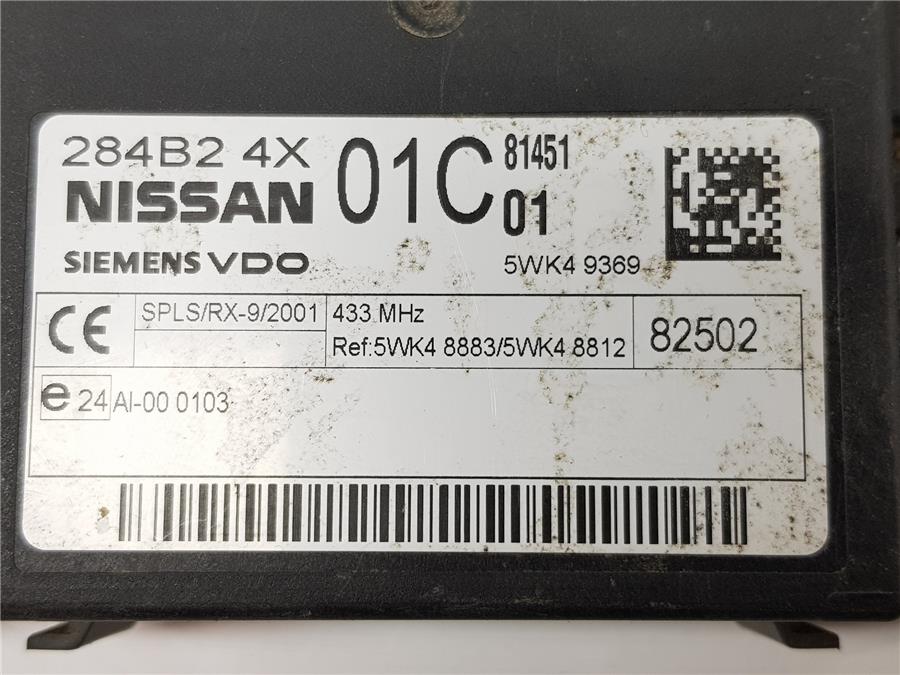 284B2 4X 01C 81451
NISSAN 01
SIEMENS VDO 5WK4 9369
CE SPLS/RX-9/2001 433 MHz 82502
Ref:5WK4 8883/5WK4 8812
e 24 AI-00 0103